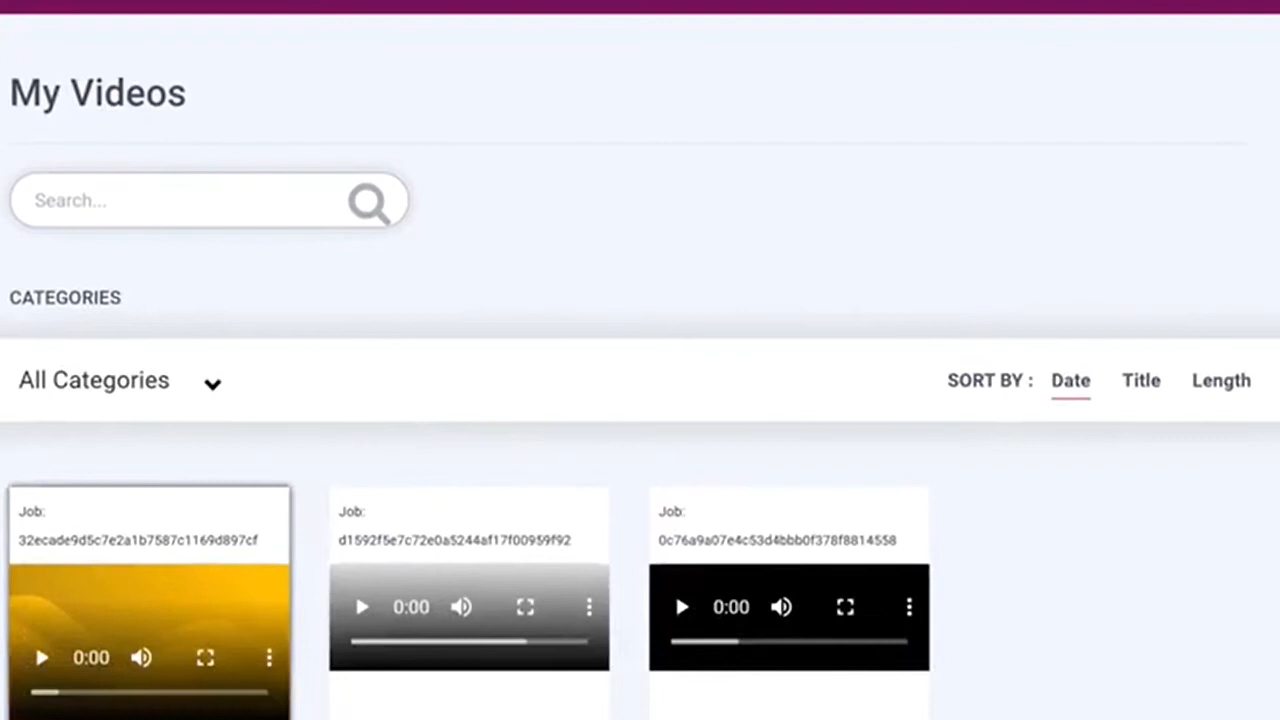 My Videos
Search...
CATEGORIES
All Categories
SORT BY : Date Title Length
Job:
32ecade9d5c7e2a1b7587c1169d897cf
Job:
d1592f5e7c72e0a5244af17f00959f92
Job:
0c76a9a07e4c53d4bbb0f378f8814558
0:00
0:00
0:00